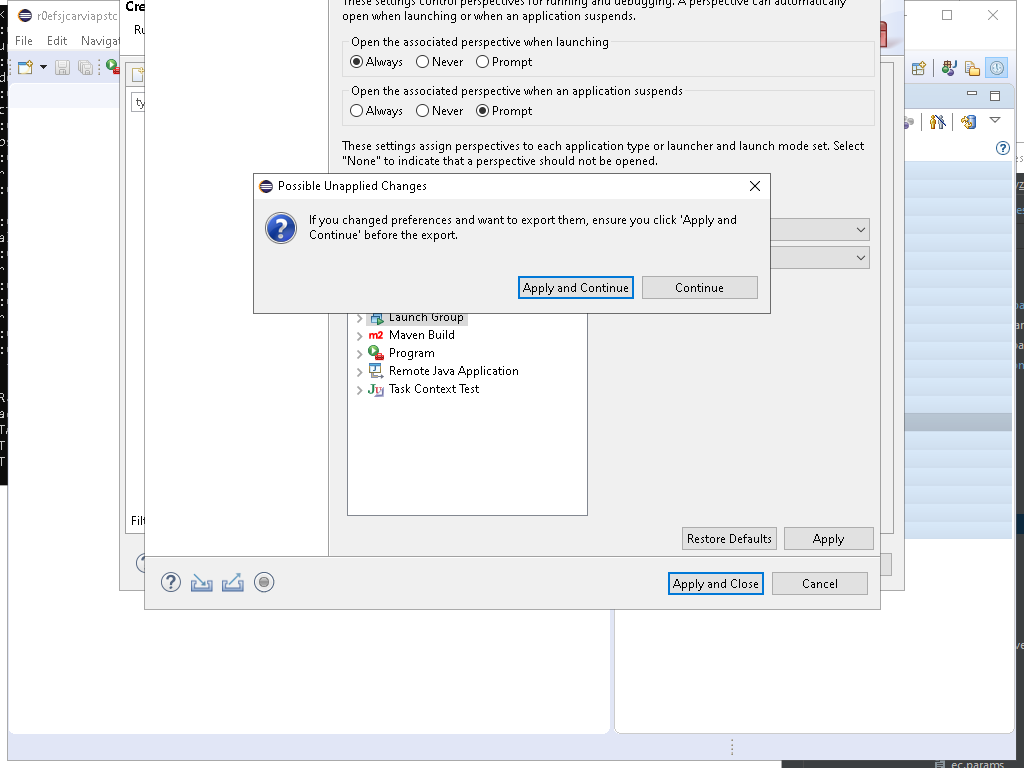 r0efsjcarviapstc
File Edit Navigat
Cre
Ru
ty
Filt
These settings control perspectives for running and debugging. A perspective can automatically
open when launching or when an application suspends.
Open the associated perspective when launching
Always Never Prompt
Open the associated perspective when an application suspends
Always Never Prompt
These settings assign perspectives to each application type or launcher and launch mode set. Select
"None" to indicate that a perspective should not be opened.
Possible Unapplied Changes
If you changed preferences and want to export them, ensure you click 'Apply and
Continue' before the export.
Apply and Continue Continue
Launch Group
m2 Maven Build
Program
Remote Java Application
Ju Task Context Test
Restore Defaults Apply
Apply and Close Cancel
ec.params